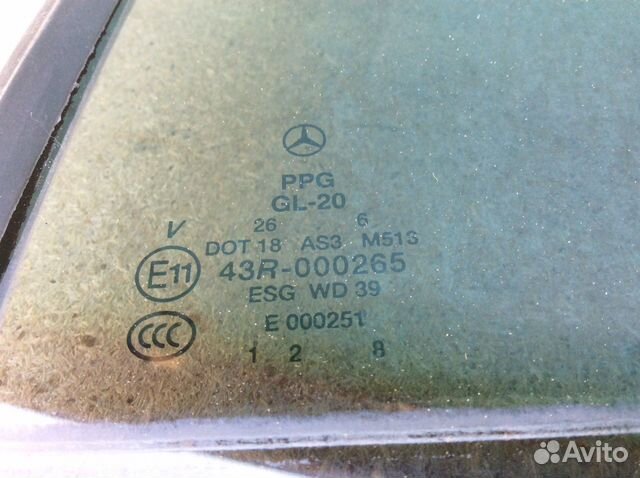 PPG
GL-20
26 6
V DOT 18 AS3 M513
E11 43R-000265
ESG WD 39
CCC E 000251
1 2 8
Avito